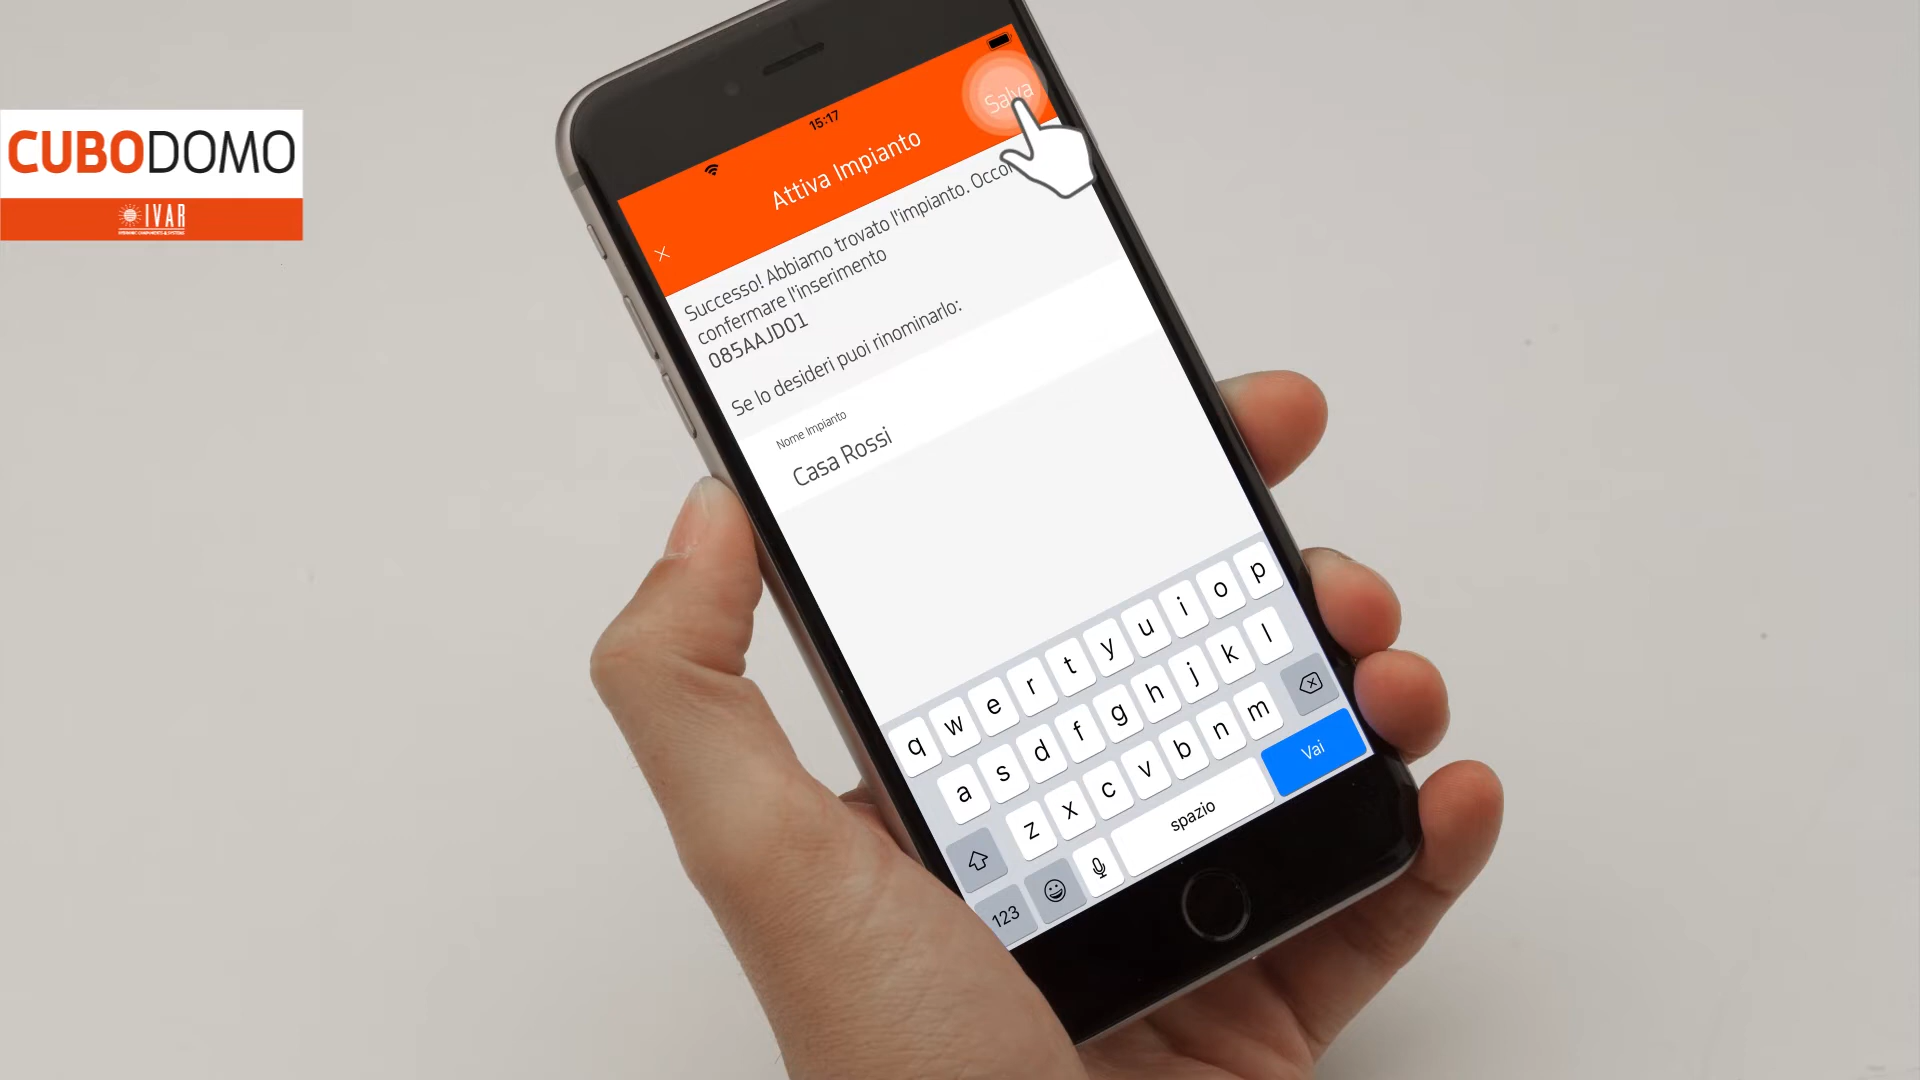 CUBODOMO
IVAR
15:17
Salva
Attiva Impianto
Successo! Abbiamo trovato l'impianto.
confermare l'inserimento
085AAJD01
Se lo desideri puoi rinominarlo:
Nome Impianto
Casa Rossi
q w e r t y u i o p
a s d f g h j k l
z x c v b n m
123 spazio Vai